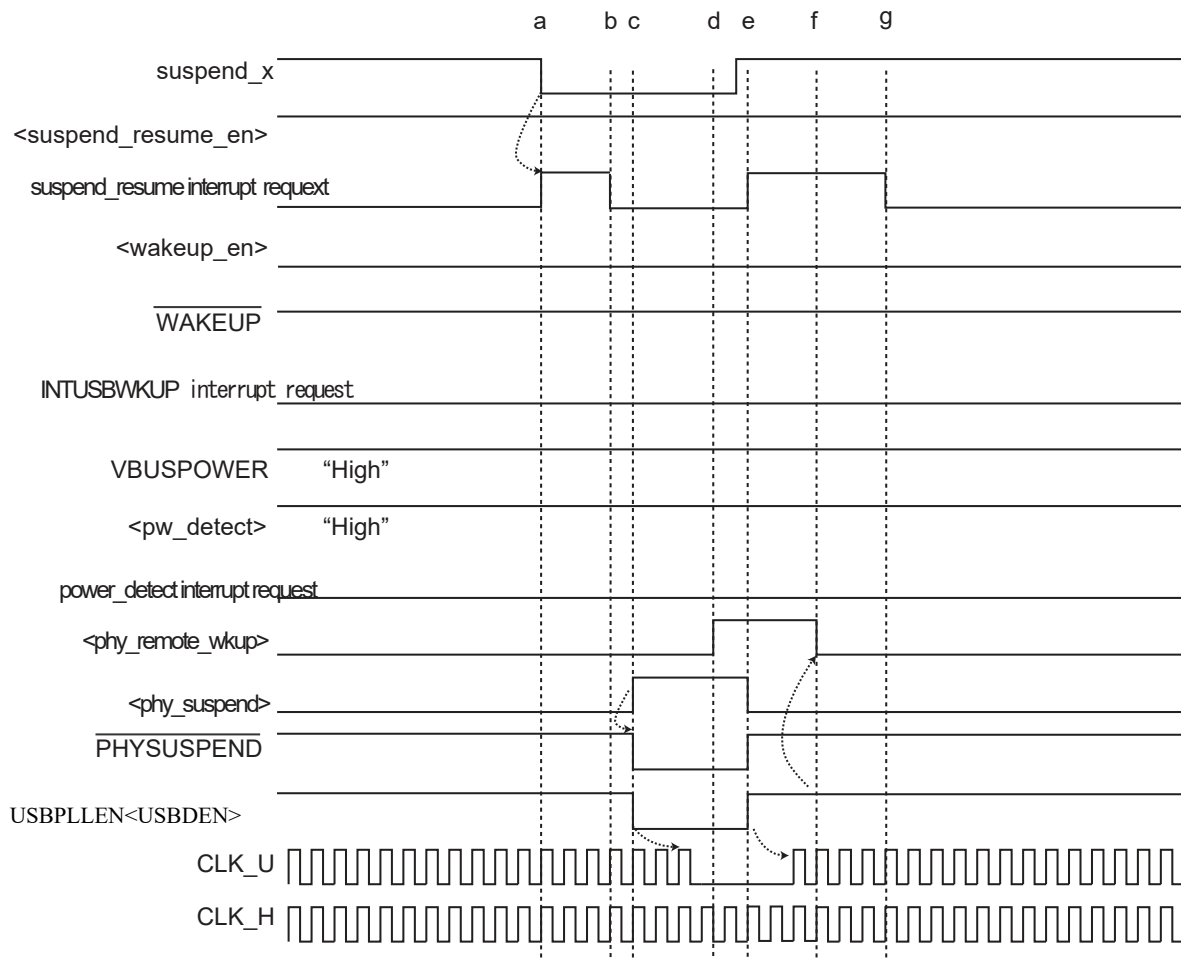 a b c d e f g
suspend_x
<suspend_resume_en>
suspend_resume interrupt requext
<wakeup_en>
WAKEUP
INTUSBWKUP interrupt request
VBUSPOWER “High”
<pw_detect> “High”
power_detect interrupt request
<phy_remote_wkup>
<phy_suspend>
PHYSUSPEND
USBPLLEN<USBDEN>
CLK_U
CLK_H